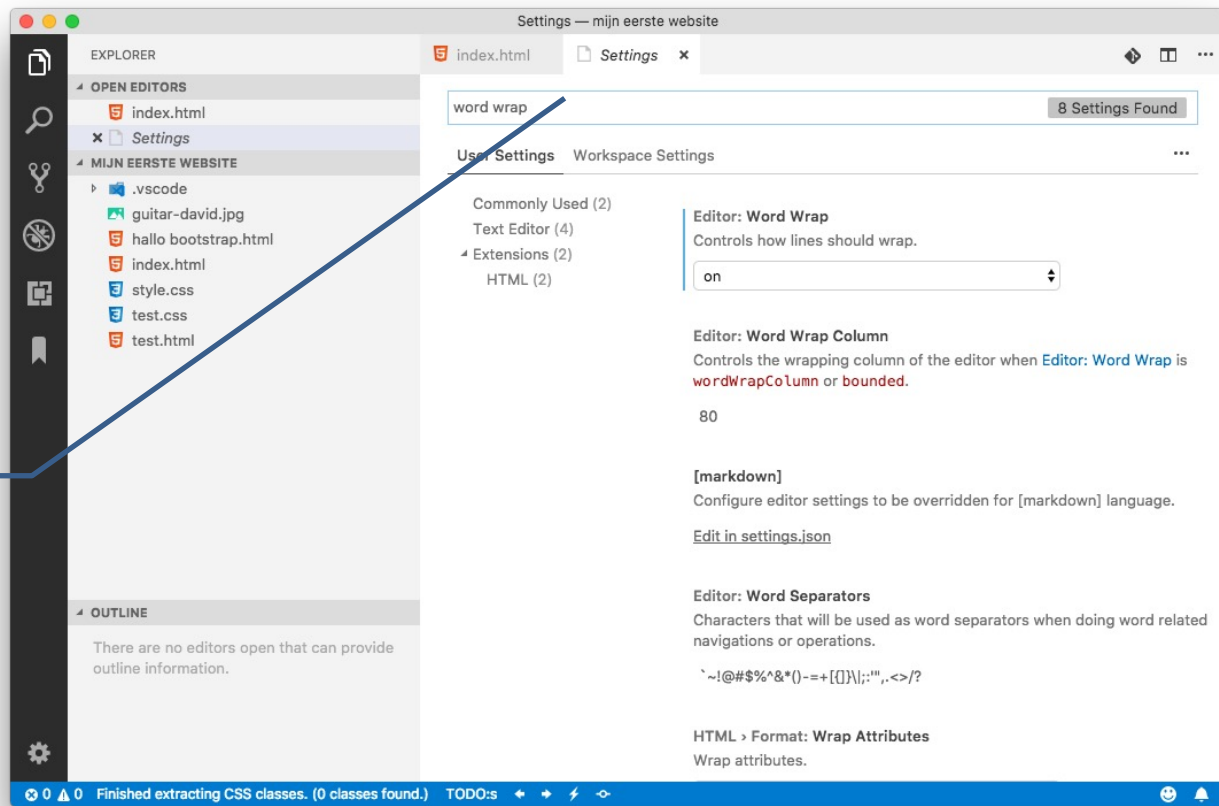 Settings — mijn eerste website
EXPLORER
OPEN EDITORS
index.html
Settings
MIJN EERSTE WEBSITE
.vscode
guitar-david.jpg
hallo bootstrap.html
index.html
style.css
test.css
test.html
OUTLINE
There are no editors open that can provide
outline information.
index.html
Settings
word wrap
8 Settings Found
User Settings Workspace Settings
Commonly Used (2)
Text Editor (4)
Extensions (2)
HTML (2)
Editor: Word Wrap
Controls how lines should wrap.
on
Editor: Word Wrap Column
Controls the wrapping column of the editor when Editor: Word Wrap is
wordWrapColumn or bounded.
80
[markdown]
Configure editor settings to be overridden for [markdown] language.
Edit in settings.json
Editor: Word Separators
Characters that will be used as word separators when doing word related
navigations or operations.
`~!@#$%^&*()-=+[{]}\|;:'",.<>/?
HTML › Format: Wrap Attributes
Wrap attributes.
0 0 Finished extracting CSS classes. (0 classes found.) TODO:s